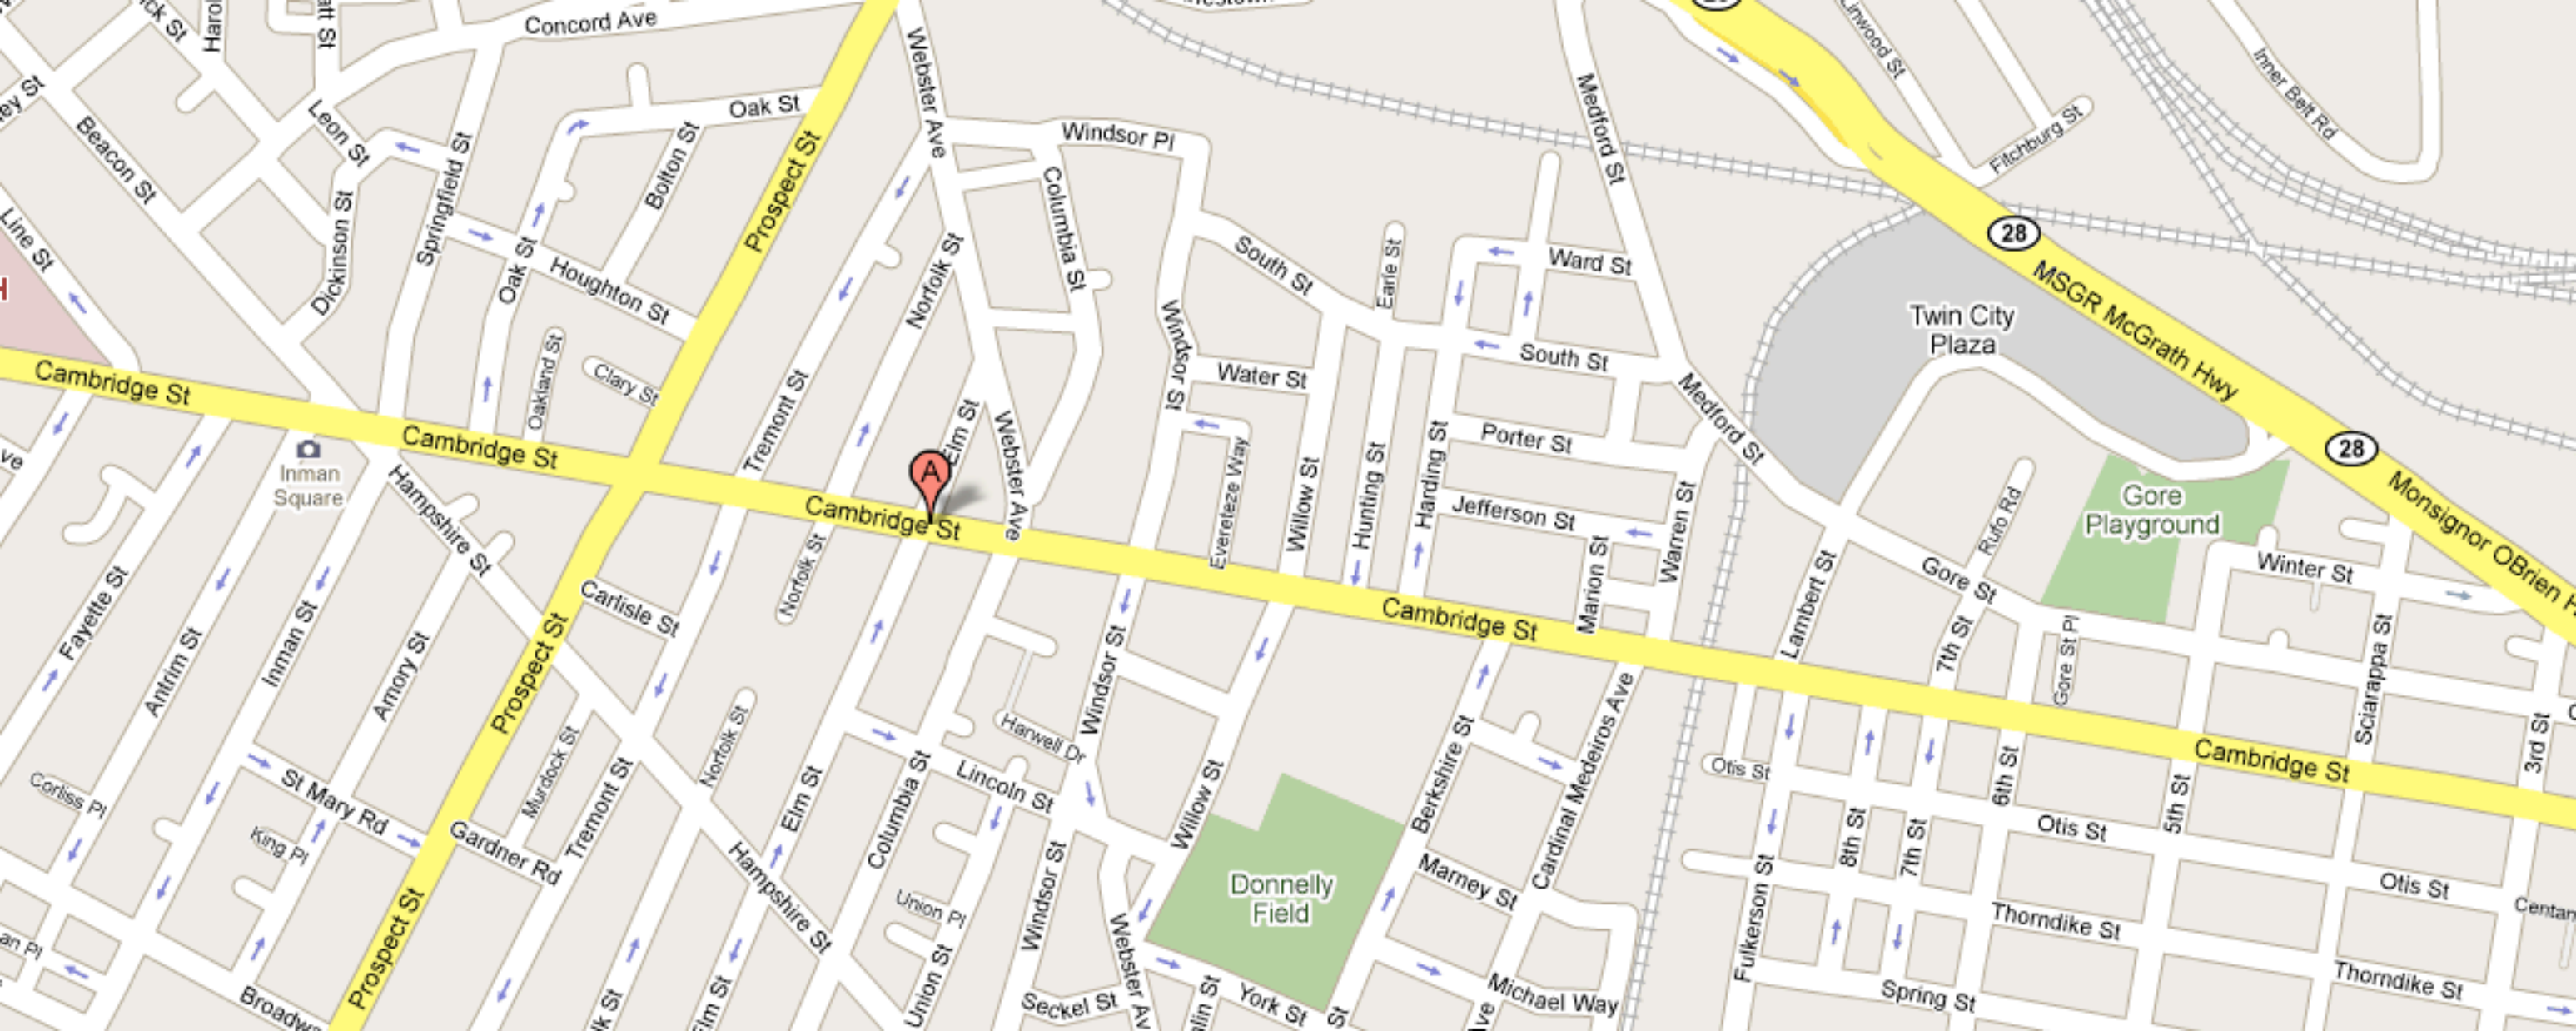 Concord Ave
Webster Ave
Oak St
Leon St
Beacon St
Springfield St
Bolton St
Prospect St
Windsor Pl
Medford St
Linwood St
Inner Belt Rd
Fitchburg St
Line St
Dickinson St
Oak St
Houghton St
Norfolk St
Columbia St
South St
Earle St
Ward St
28
MSGR McGrath Hwy
Twin City
Plaza
Cambridge St
Oakland St
Clary St
Tremont St
Elm St
Webster Ave
Windsor St
Water St
South St
Medford St
Cambridge St
Inman
Square
Hampshire St
A
Cambridge St
Norfolk St
Evereteze Way
Willow St
Hunting St
Harding St
Porter St
Jefferson St
Marion St
Warren St
Rufo Rd
Gore
Playground
28
Monsignor OBrien H
Winter St
Gore St
Lambert St
7th St
Gore St Pl
Sciarappa St
3rd St
Fayette St
Antrim St
Inman St
Amory St
Prospect St
Carlisle St
Cambridge St
Windsor St
Harwell Dr
Cambridge St
Corliss Pl
St Mary Rd
King Pl
Gardner Rd
Murdock St
Tremont St
Norfolk St
Elm St
Columbia St
Lincoln St
Willow St
Berkshire St
Cardinal Medeiros Ave
Otis St
8th St
7th St
6th St
5th St
Otis St
Otis St
Prospect St
Hampshire St
Union Pl
Union St
Windsor St
Webster Av
Donnelly
Field
Marney St
Michael Way
Fulkerson St
Thorndike St
Thorndike St
Spring St
Seckel St
York St